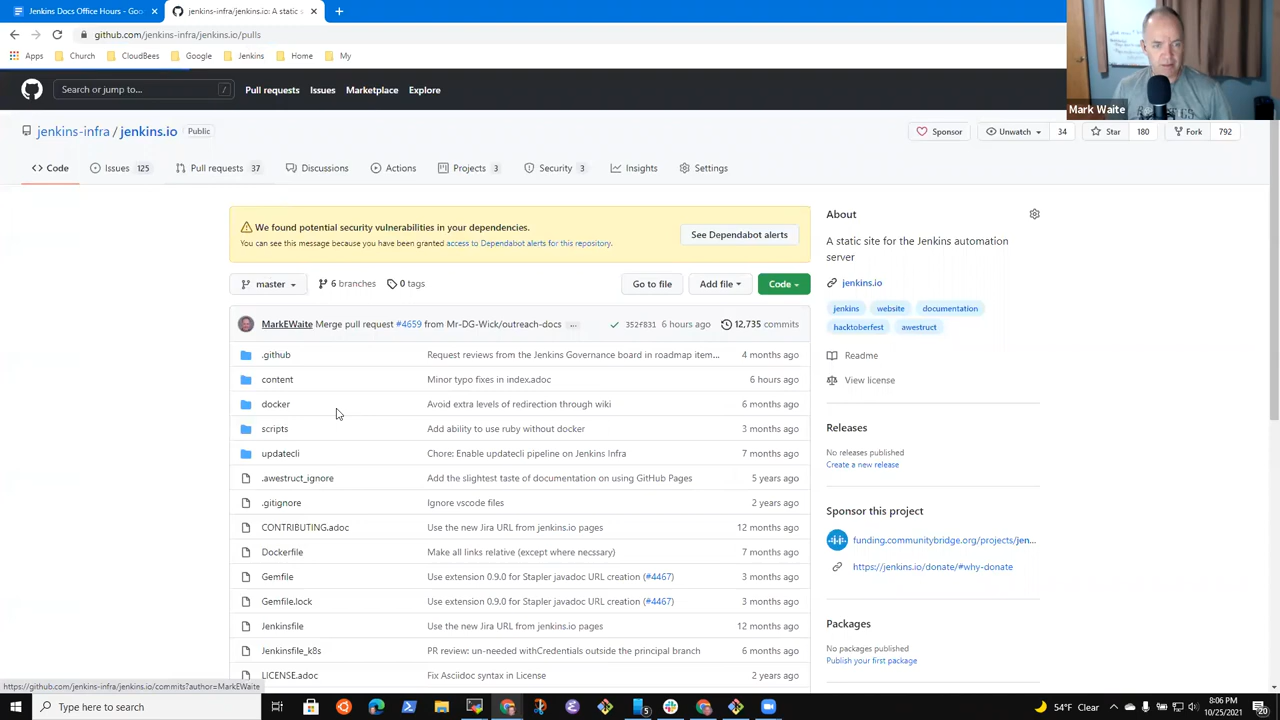 Jenkins Docs Office Hours - Goo
jenkins-infra/jenkins.io: A static s
github.com/jenkins-infra/jenkins.io/pulls
Apps Church CloudBees Google Jenkins Home My
Mark Waite
Search or jump to... /
Pull requests Issues Marketplace Explore
jenkins-infra / jenkins.io Public
Sponsor Unwatch 34 Star 180 Fork 792
Code Issues 125 Pull requests 37 Discussions Actions Projects 3 Security 3 Insights Settings
We found potential security vulnerabilities in your dependencies.
You can see this message because you have been granted access to Dependabot alerts for this repository.
See Dependabot alerts
master 6 branches 0 tags Go to file Add file Code
MarkEWaite Merge pull request #4659 from Mr-DG-Wick/outreach-docs ... 352f831 6 hours ago 12,735 commits
.github Request reviews from the Jenkins Governance board in roadmap item... 4 months ago
content Minor typo fixes in index.adoc 6 hours ago
docker Avoid extra levels of redirection through wiki 6 months ago
scripts Add ability to use ruby without docker 3 months ago
updatecli Chore: Enable updatecli pipeline on Jenkins Infra 7 months ago
.awestruct_ignore Add the slightest taste of documentation on using GitHub Pages 5 years ago
.gitignore Ignore vscode files 2 years ago
CONTRIBUTING.adoc Use the new Jira URL from jenkins.io pages 12 months ago
Dockerfile Make all links relative (except where necssary) 7 months ago
Gemfile Use extension 0.9.0 for Stapler javadoc URL creation (#4467) 3 months ago
Gemfile.lock Use extension 0.9.0 for Stapler javadoc URL creation (#4467) 3 months ago
Jenkinsfile Use the new Jira URL from jenkins.io pages 12 months ago
Jenkinsfile_k8s PR review: un-needed withCredentials outside the principal branch 6 months ago
LICENSE.adoc Fix Asciidoc syntax in License 2 years ago
About
A static site for the Jenkins automation
server
jenkins.io
jenkins website documentation
hacktoberfest awestruct
Readme
View license
Releases
No releases published
Create a new release
Sponsor this project
funding.communitybridge.org/projects/jen...
https://jenkins.io/donate/#why-donate
Packages
No packages published
Publish your first package
https://github.com/jenkins-infra/jenkins.io/commits?author=MarkEWaite
Type here to search
5
54°F Clear
8:06 PM
10/25/2021
20